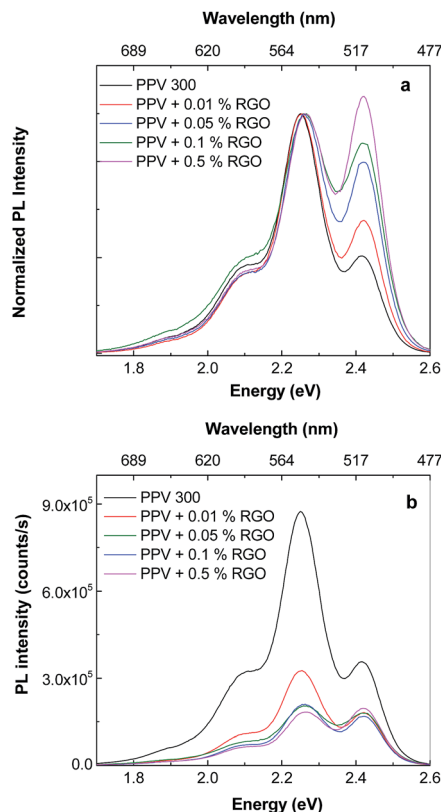 Wavelength (nm)
689 620 564 517 477
a
PPV 300
PPV + 0.01 % RGO
PPV + 0.05 % RGO
PPV + 0.1 % RGO
PPV + 0.5 % RGO
Normalized PL Intensity
1.8 2.0 2.2 2.4 2.6
Energy (eV)
Wavelength (nm)
689 620 564 517 477
b
PPV 300
PPV + 0.01 % RGO
PPV + 0.05 % RGO
PPV + 0.1 % RGO
PPV + 0.5 % RGO
PL intensity (counts/s)
9.0x10⁵
6.0x10⁵
3.0x10⁵
0.0
1.8 2.0 2.2 2.4 2.6
Energy (eV)